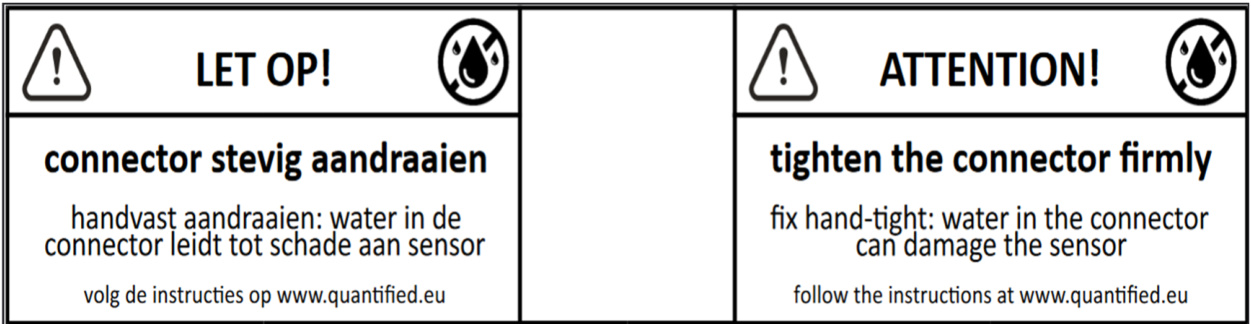 LET OP!
connector stevig aandraaien
handvast aandraaien: water in de
connector leidt tot schade aan sensor
volg de instructies op www.quantified.eu
ATTENTION!
tighten the connector firmly
fix hand-tight: water in the connector
can damage the sensor
follow the instructions at www.quantified.eu